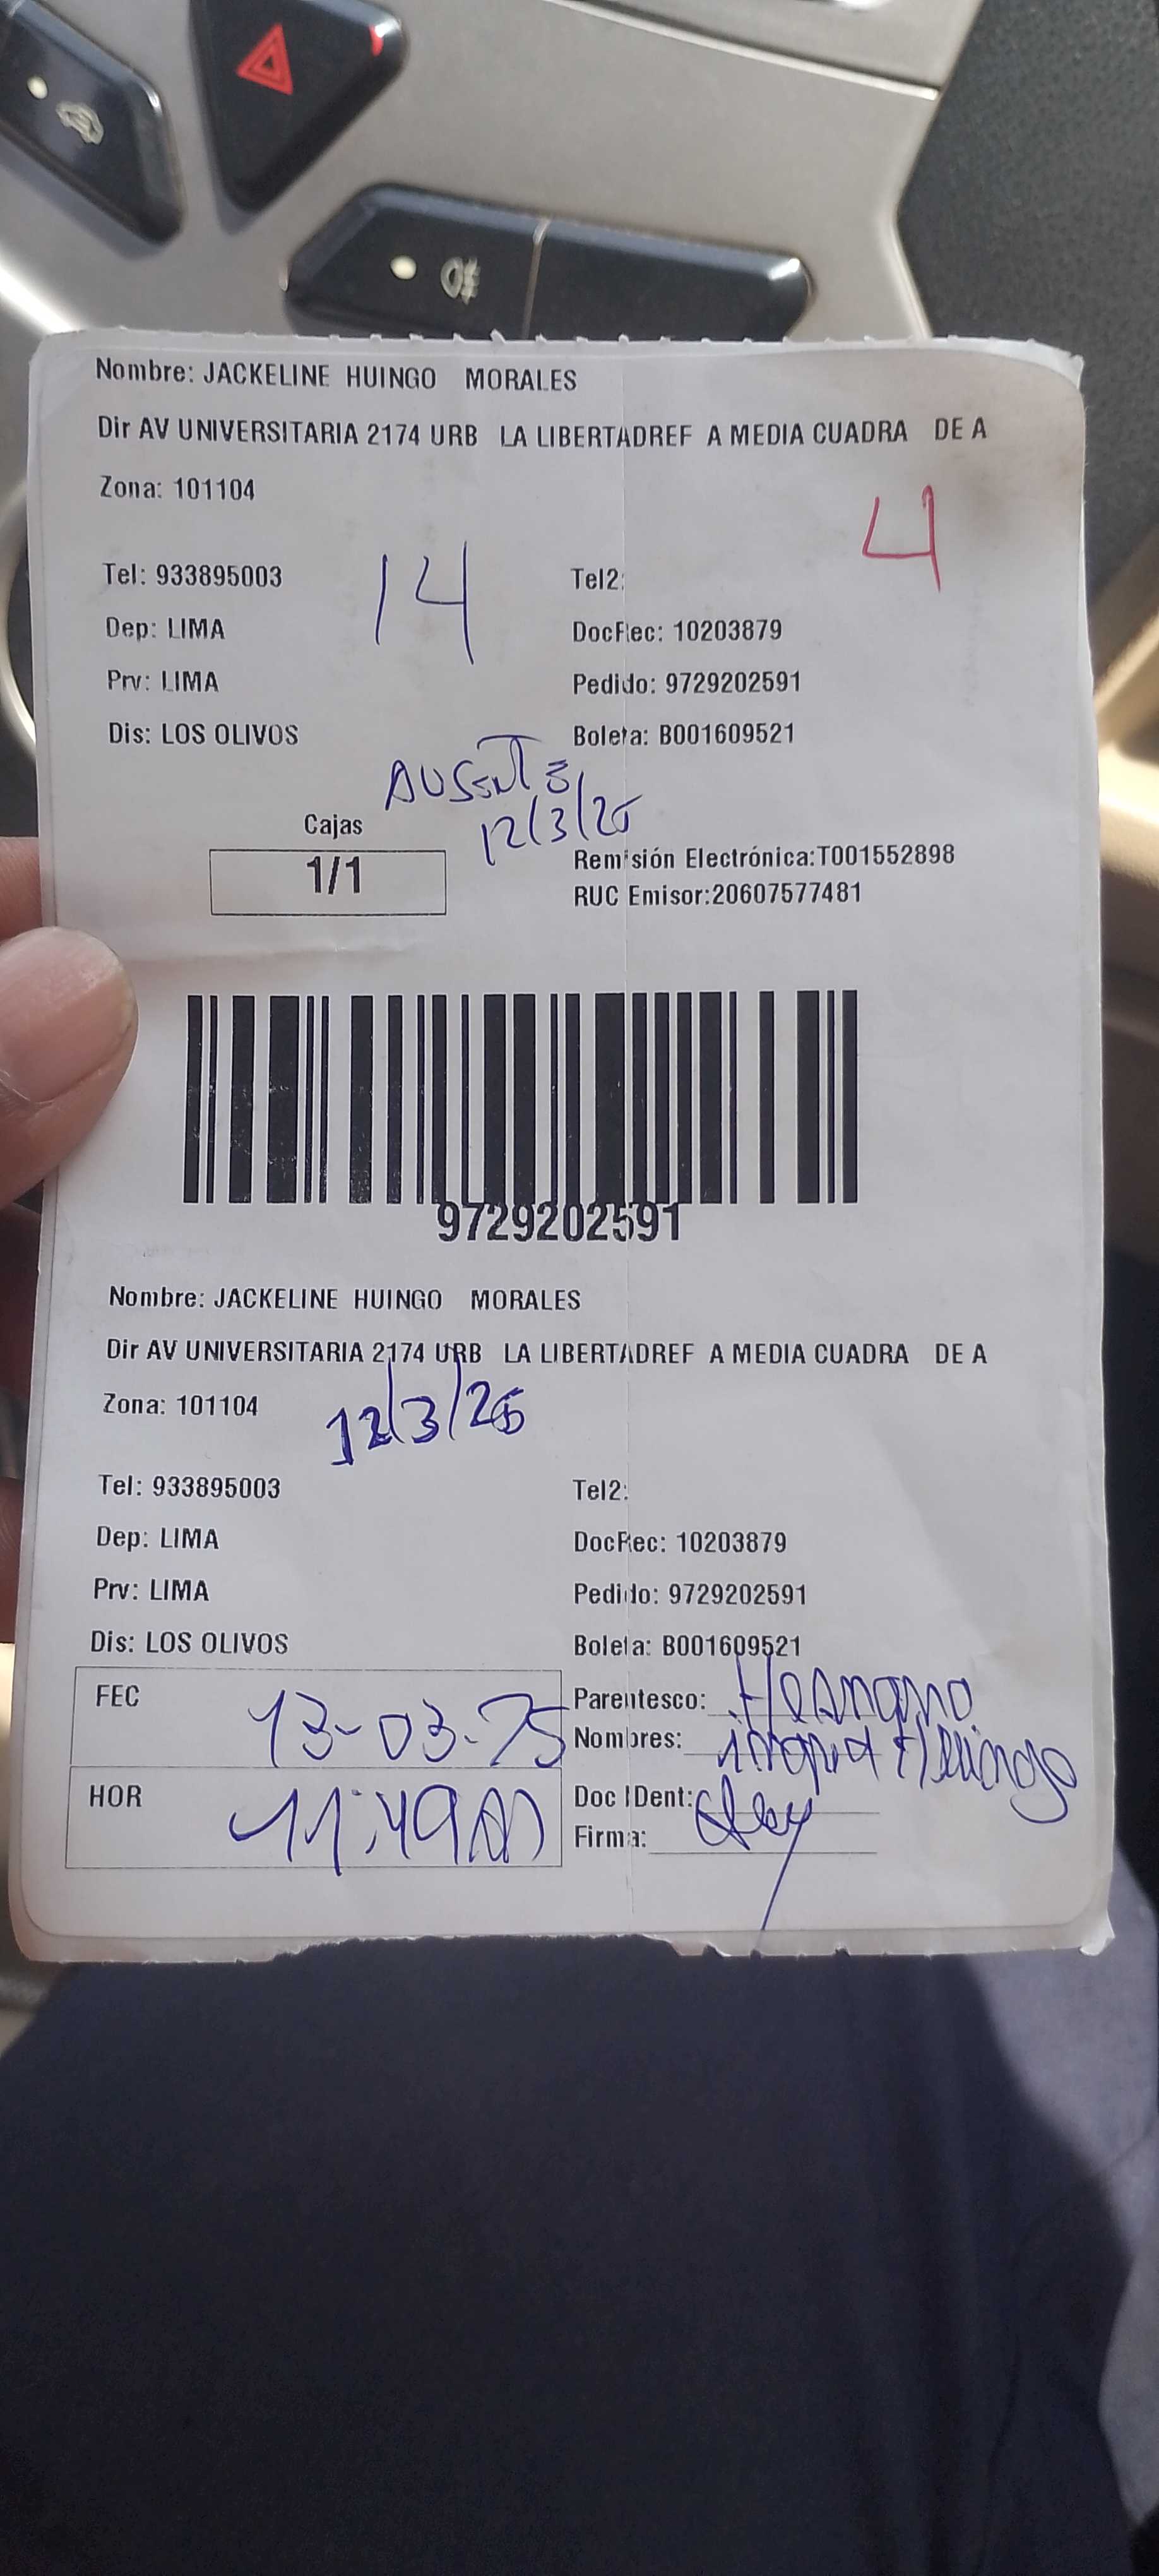 Nombre: JACKELINE HUINGO MORALES
Dir AV UNIVERSITARIA 2174 URB LA LIBERTADREF A MEDIA CUADRA DE A
Zona: 101104
4
Tel: 933895003
14
Tel2:
Dep: LIMA
DocRec: 10203879
Prv: LIMA
Pedido: 9729202591
Dis: LOS OLIVOS
Boleta: B001609521
AUSENTE
12/3/25
Cajas
1/1
Remisión Electrónica:T001552898
RUC Emisor:20607577481
9729202591
Nombre: JACKELINE HUINGO MORALES
Dir AV UNIVERSITARIA 2174 URB LA LIBERTADREF A MEDIA CUADRA DE A
Zona: 101104
12/3/25
Tel: 933895003
Tel2:
Dep: LIMA
DocRec: 10203879
Prv: LIMA
Pedido: 9729202591
Dis: LOS OLIVOS
Boleta: B001609521
FEC 13-03-25
Parentesco: Hermana
Nombres: Huingo
HOR 11:49
Doc IDent:
Firma: